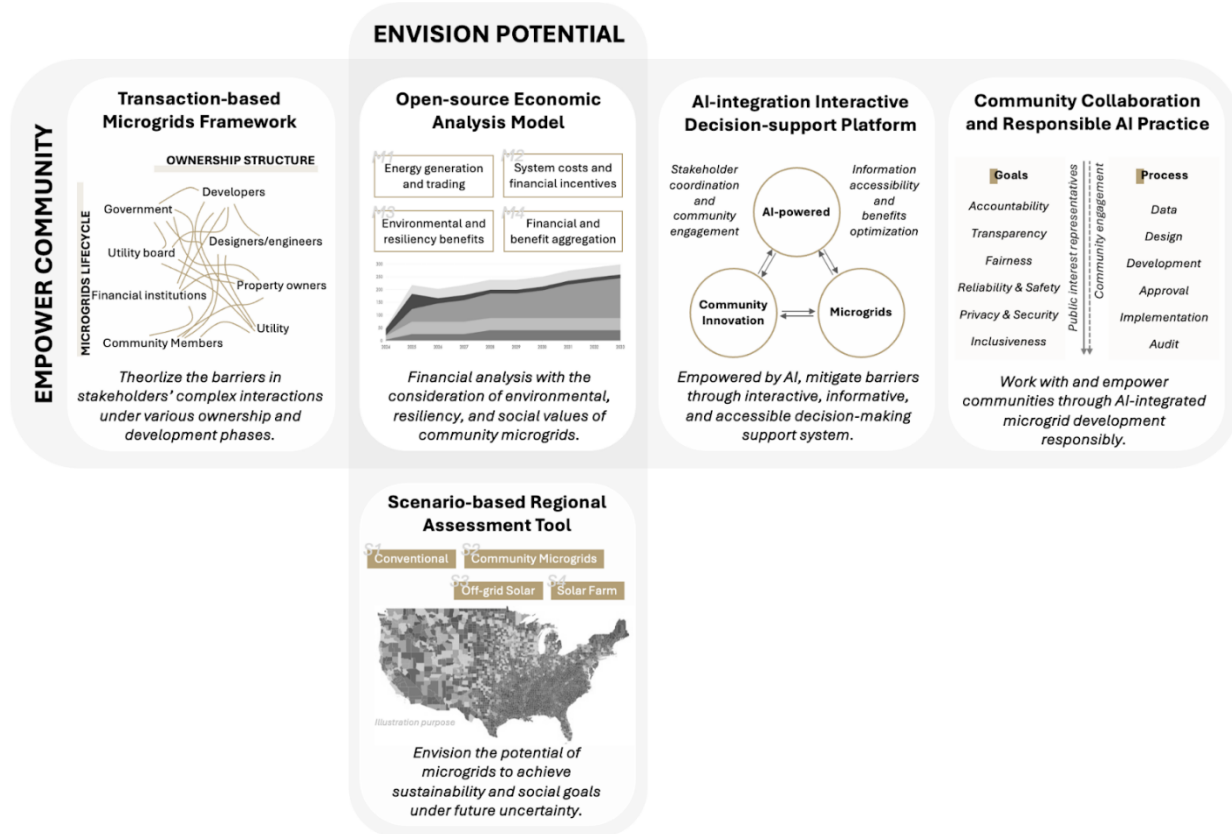 ENVISION POTENTIAL
EMPOWER COMMUNITY
Transaction-based
Microgrids Framework
OWNERSHIP STRUCTURE
MICROGRIDS LIFECYCLE
Developers
Government
Designers/engineers
Utility board
Property owners
Financial institutions
Utility
Community Members
Theorlize the barriers in
stakeholders' complex interactions
under various ownership and
development phases.
Open-source Economic
Analysis Model
M1
Energy generation
and trading
M2
System costs and
financial incentives
M3
Environmental and
resiliency benefits
M4
Financial and
benefit aggregation
Financial analysis with the
consideration of environmental,
resiliency, and social values of
community microgrids.
AI-integration Interactive
Decision-support Platform
Stakeholder
coordination
and
community
engagement
Information
accessibility
and
benefits
optimization
AI-powered
Community
Innovation
Microgrids
Empowered by AI, mitigate barriers
through interactive, informative,
and accessible decision-making
support system.
Community Collaboration
and Responsible AI Practice
Goals
Accountability
Transparency
Fairness
Reliability & Safety
Privacy & Security
Inclusiveness
Public interest representatives
Community engagement
Process
Data
Design
Development
Approval
Implementation
Audit
Work with and empower
communities through AI-integrated
microgrid development
responsibly.
Scenario-based Regional
Assessment Tool
S1
Conventional
S2
Community Microgrids
S3
Off-grid Solar
S4
Solar Farm
Illustration purpose
Envision the potential of
microgrids to achieve
sustainability and social goals
under future uncertainty.